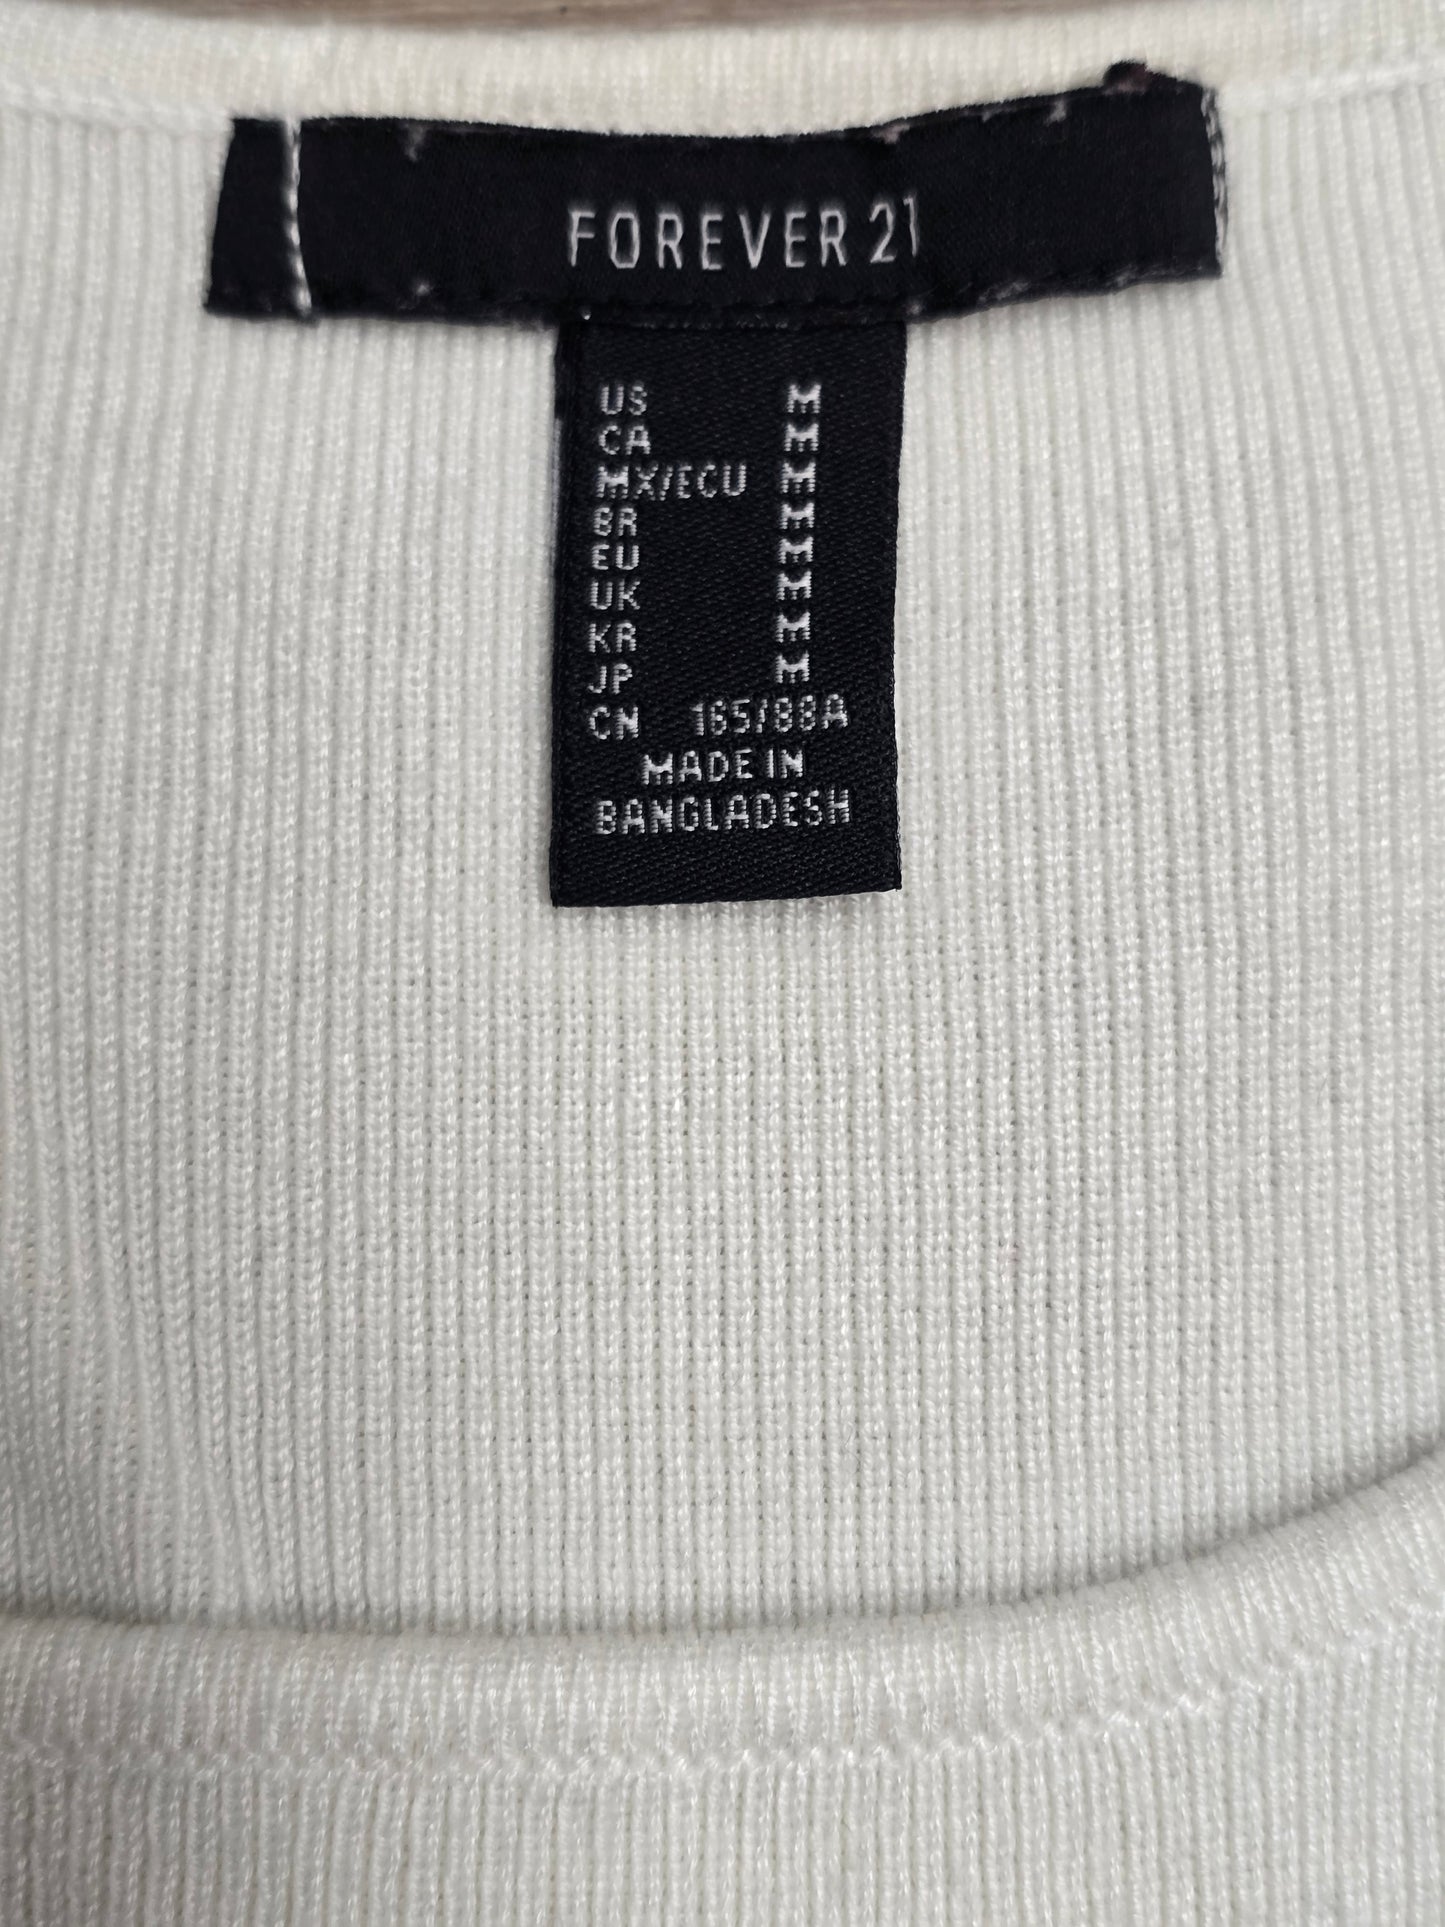 FOREVER 21
US M
CA M
MX/ECU M
BR M
EU M
UK M
KR M
JP M
CN 165/88A
MADE IN
BANGLADESH